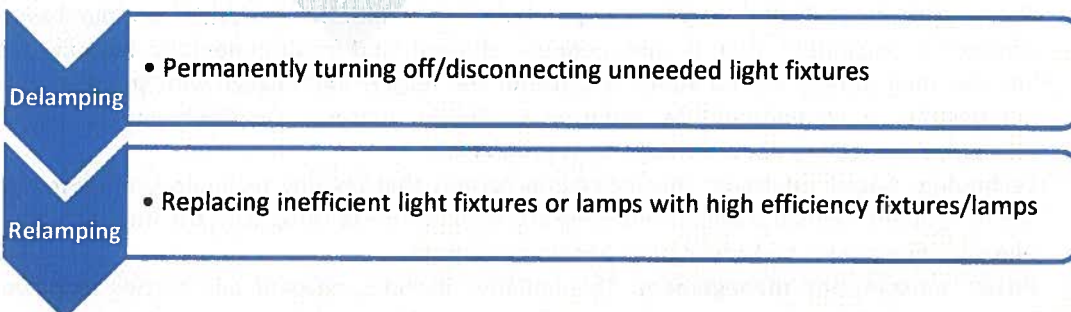 Delamping
• Permanently turning off/disconnecting unneeded light fixtures
Relamping
• Replacing inefficient light fixtures or lamps with high efficiency fixtures/lamps